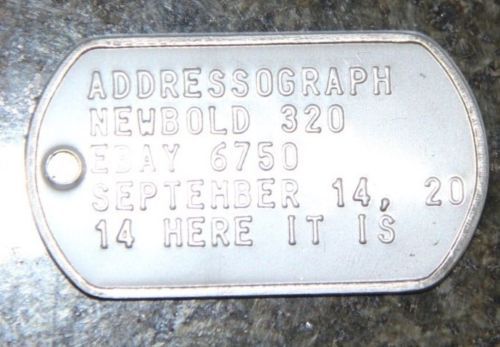 ADDRESSOGRAPH
NEWBOLD 320
EBAY 6750
SEPTEMBER 14, 20
14 HERE IT IS